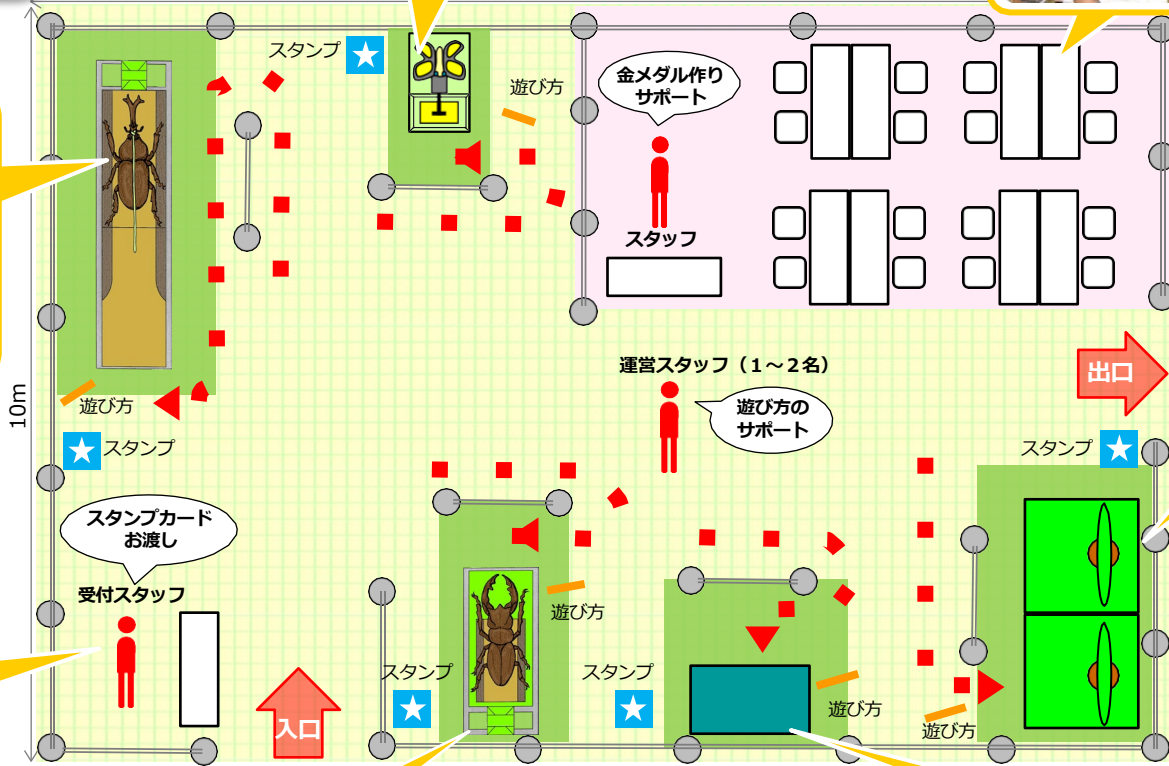 スタンプ
遊び方
金メダル作り
サポート
スタッフ
10m
運営スタッフ（１～２名）
遊び方の
サポート
出口
遊び方
スタンプ
スタンプ
スタンプカード
お渡し
受付スタッフ
遊び方
スタンプ
スタンプ
遊び方
遊び方
入口